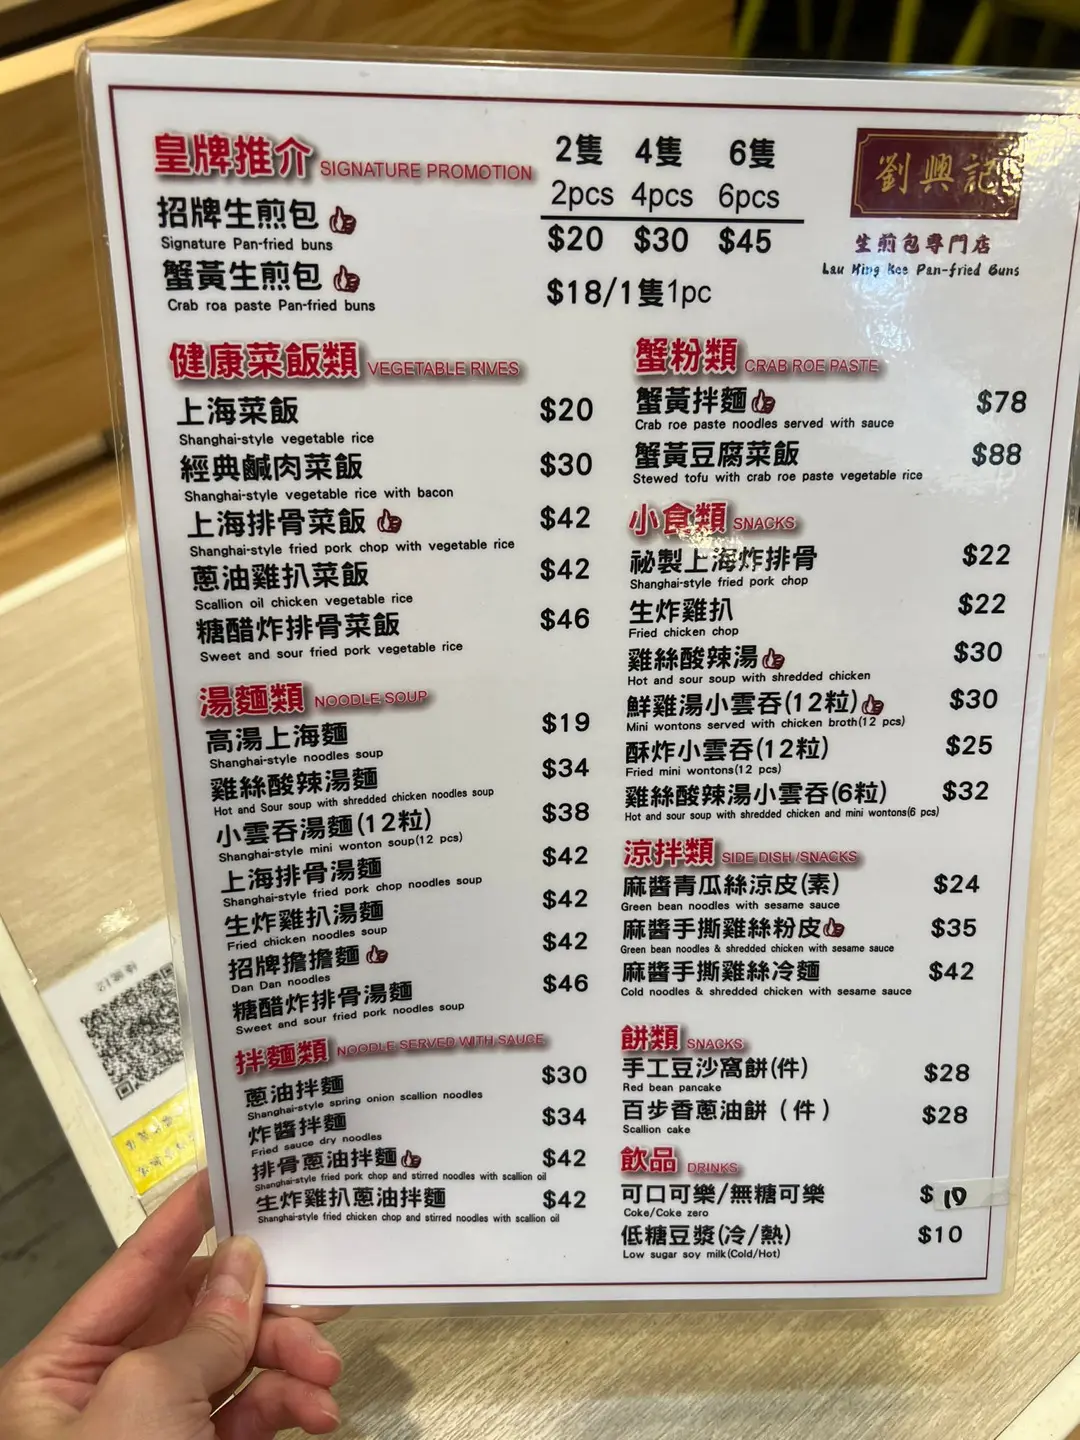 皇牌推介 SIGNATURE PROMOTION
2隻 4隻 6隻
2pcs 4pcs 6pcs
招牌生煎包 $20 $30 $45
Signature Pan-fried buns
蟹黃生煎包 $18/1隻1pc
Crab roa paste Pan-fried buns
劉興記
生煎包專門店
Lau Hing Kee Pan-fried Buns
健康菜飯類 VEGETABLE RIVES
上海菜飯 $20
Shanghai-style vegetable rice
經典鹹肉菜飯 $30
Shanghai-style vegetable rice with bacon
上海排骨菜飯 $42
Shanghai-style fried pork chop with vegetable rice
蔥油雞扒菜飯 $42
Scallion oil chicken vegetable rice
糖醋炸排骨菜飯 $46
Sweet and sour fried pork vegetable rice
湯麵類 NOODLE SOUP
高湯上海麵 $19
Shanghai-style noodles soup
雞絲酸辣湯麵 $34
Hot and Sour soup with shredded chicken noodles soup
小雲吞湯麵(12粒) $38
Shanghai-style mini wonton soup(12 pcs)
上海排骨湯麵 $42
Shanghai-style fried pork chop noodles soup
生炸雞扒湯麵 $42
Fried chicken noodles soup
招牌擔擔麵 $42
Dan Dan noodles
糖醋炸排骨湯麵 $46
Sweet and sour fried pork noodles soup
拌麵類 NOODLE SERVED WITH SAUCE
蔥油拌麵 $30
Shanghai-style spring onion scallion noodles
炸醬拌麵 $34
Fried sauce dry noodles
排骨蔥油拌麵 $42
Shanghai-style fried pork chop and stirred noodles with scallion oil
生炸雞扒蔥油拌麵 $42
Shanghai-style fried chicken chop and stirred noodles with scallion oil
蟹粉類 CRAB ROE PASTE
蟹黃拌麵 $78
Crab roe paste noodles served with sauce
蟹黃豆腐菜飯 $88
Stewed tofu with crab roe paste vegetable rice
小食類 SNACKS
祕製上海炸排骨 $22
Shanghai-style fried pork chop
生炸雞扒 $22
Fried chicken chop
雞絲酸辣湯 $30
Hot and sour soup with shredded chicken
鮮雞湯小雲吞(12粒) $30
Mini wontons served with chicken broth(12 pcs)
酥炸小雲吞(12粒) $25
Fried mini wontons(12 pcs)
雞絲酸辣湯小雲吞(6粒) $32
Hot and sour soup with shredded chicken and mini wontons(6 pcs)
涼拌類 SIDE DISH/SNACKS
麻醬青瓜絲涼皮(素) $24
Green bean noodles with sesame sauce
麻醬手撕雞絲粉皮 $35
Green bean noodles & shredded chicken with sesame sauce
麻醬手撕雞絲冷麵 $42
Cold noodles & shredded chicken with sesame sauce
餅類 SNACKS
手工豆沙窩餅(件) $28
Red bean pancake
百步香蔥油餅(件) $28
Scallion cake
飲品 DRINKS
可口可樂/無糖可樂 $10
Coke/Coke zero
低糖豆漿(冷/熱) $10
Low sugar soy milk(Cold/Hot)